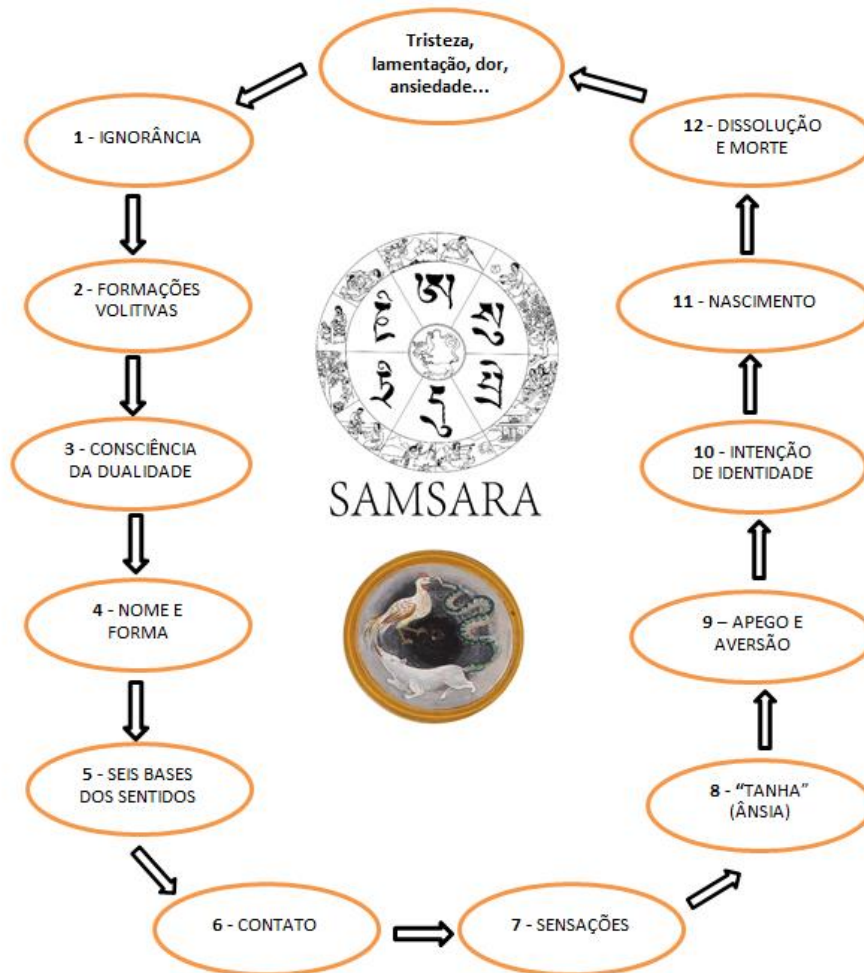 Tristeza,
lamentação, dor,
ansiedade...
1 - IGNORÂNCIA
2 - FORMAÇÕES
VOLITIVAS
3 - CONSCIÊNCIA
DA DUALIDADE
4 - NOME E
FORMA
5 - SEIS BASES
DOS SENTIDOS
6 - CONTATO
7 - SENSAÇÕES
8 - “TANHA”
(ÂNSIA)
9 – APEGO E
AVERSÃO
10 - INTENÇÃO
DE IDENTIDADE
11 - NASCIMENTO
12 - DISSOLUÇÃO
E MORTE
SAMSARA